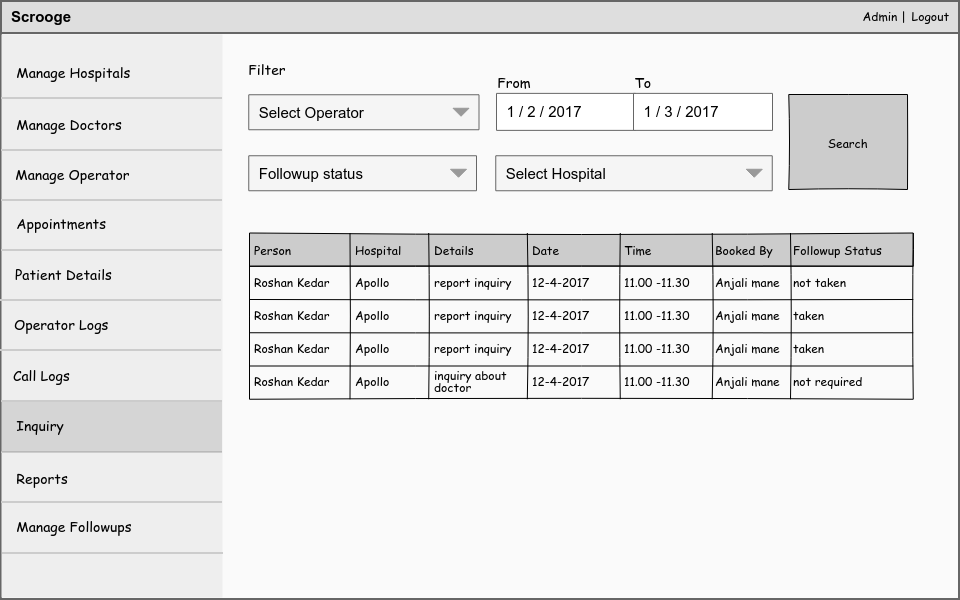 Scrooge
Admin | Logout
Manage Hospitals
Manage Doctors
Manage Operator
Appointments
Patient Details
Operator Logs
Call Logs
Inquiry
Reports
Manage Followups
Filter
From To
Select Operator 1 / 2 / 2017 1 / 3 / 2017
Search
Followup status Select Hospital
Person Hospital Details Date Time Booked By Followup Status
Roshan Kedar Apollo report inquiry 12-4-2017 11.00 -11.30 Anjali mane not taken
Roshan Kedar Apollo report inquiry 12-4-2017 11.00 -11.30 Anjali mane taken
Roshan Kedar Apollo report inquiry 12-4-2017 11.00 -11.30 Anjali mane taken
Roshan Kedar Apollo inquiry about doctor 12-4-2017 11.00 -11.30 Anjali mane not required